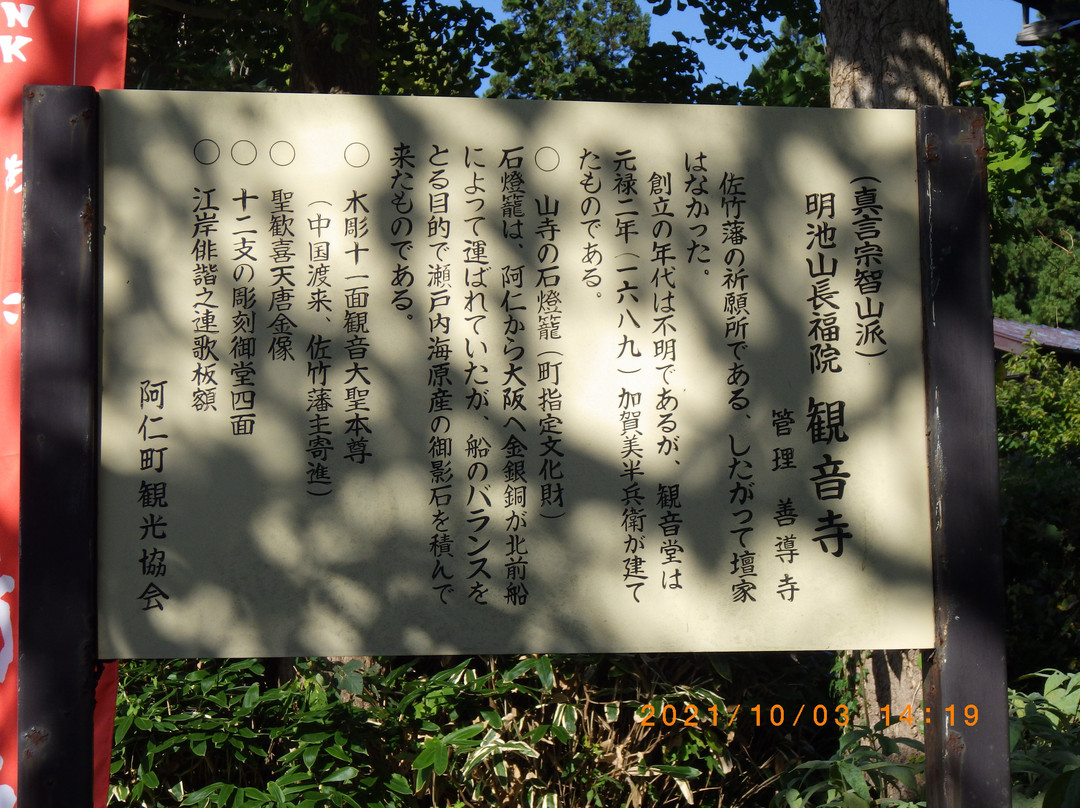 （真言宗智山派）
明池山長福院　観音寺
管理　善導寺
佐竹藩の祈願所である、したがって壇家
はなかった。
創立の年代は不明であるが、観音堂は
元禄二年（一六八九）加賀美半兵衛が建て
たものである。
○　山寺の石燈籠（町指定文化財）
石燈籠は、阿仁から大阪へ金銀銅が北前船
によって運ばれていたが、船のバランスを
とる目的で瀬戸内海原産の御影石を積んで
来たものである。
○　木彫十一面観音大聖本尊
（中国渡来、佐竹藩主寄進）
○　聖歓喜天唐金像
○　十二支の彫刻御堂四面
○　江岸俳諧之連歌板額
阿仁町観光協会
NK
2021/10/03 14:19